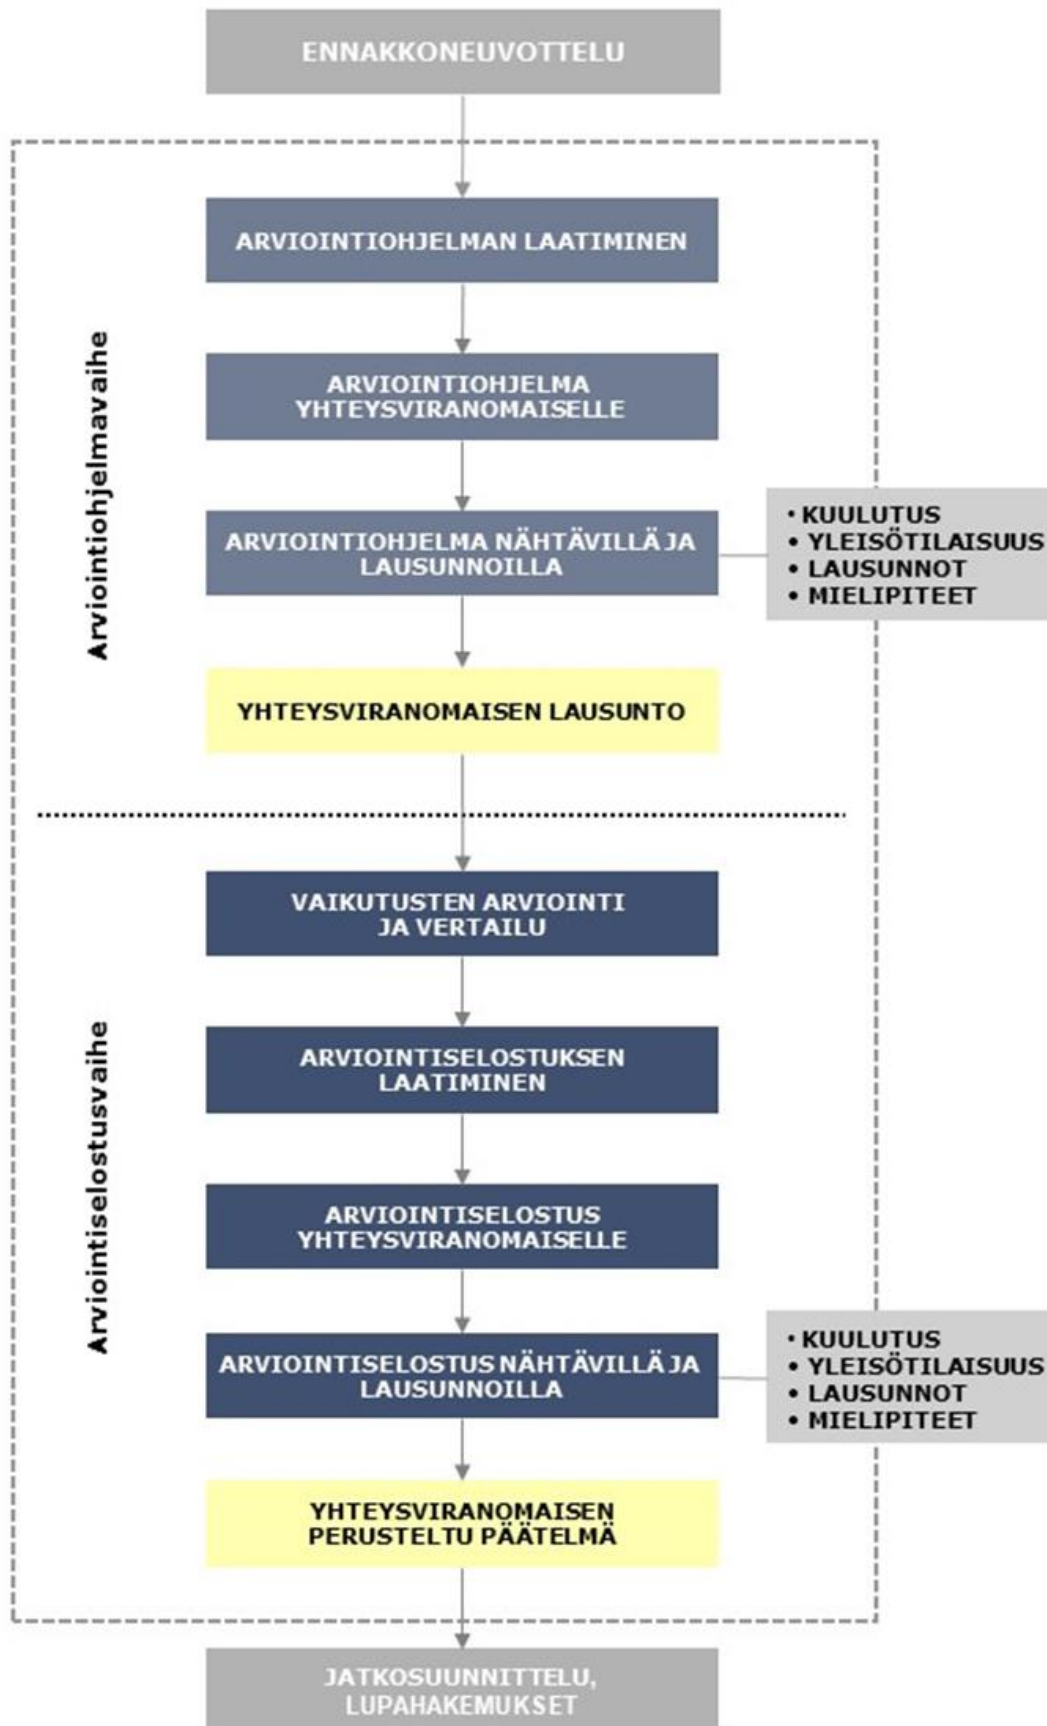 ENNAKKONEUVOTTELU
Arviointiohjelmavaihe
ARVIOINTIOHJELMAN LAATIMINEN
ARVIOINTIOHJELMA
YHTEYSVIRANOMAISELLE
ARVIOINTIOHJELMA NÄHTÄVILLÄ JA
LAUSUNNOILLA
• KUULUTUS
• YLEISÖTILAISUUS
• LAUSUNNOT
• MIELIPITEET
YHTEYSVIRANOMAISEN LAUSUNTO
Arviointiselostusvaihe
VAIKUTUSTEN ARVIOINTI
JA VERTAILU
ARVIOINTISELOSTUKSEN
LAATIMINEN
ARVIOINTISELOSTUS
YHTEYSVIRANOMAISELLE
ARVIOINTISELOSTUS NÄHTÄVILLÄ JA
LAUSUNNOILLA
• KUULUTUS
• YLEISÖTILAISUUS
• LAUSUNNOT
• MIELIPITEET
YHTEYSVIRANOMAISEN
PERUSTELTU PÄÄTELMÄ
JATKOSUUNNITTELU,
LUPAHAKEMUKSET